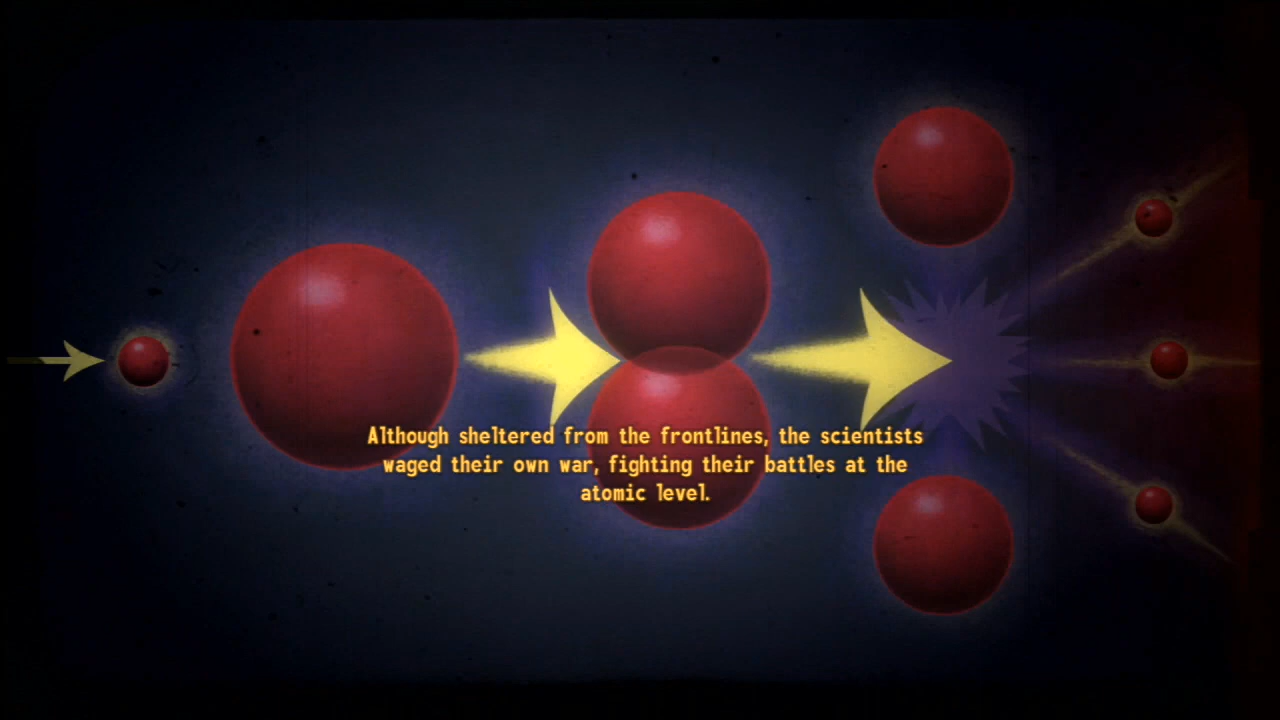 Although sheltered from the frontlines, the scientists
waged their own war, fighting their battles at the
atomic level.